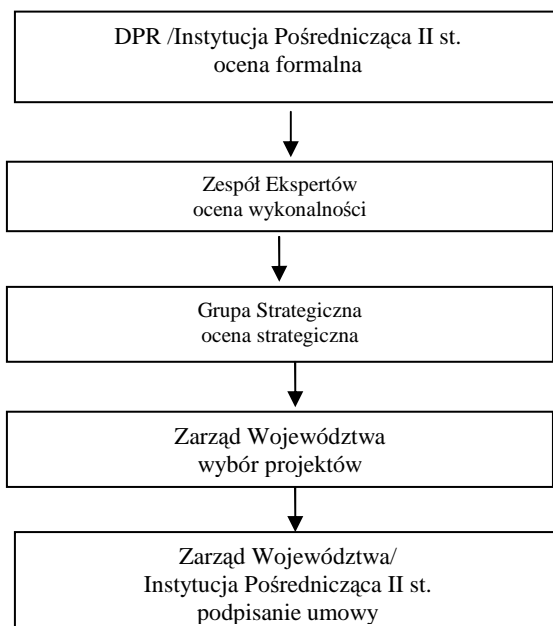 DPR /Instytucja Pośrednicząca II st.
ocena formalna
Zespół Ekspertów
ocena wykonalności
Grupa Strategiczna
ocena strategiczna
Zarząd Województwa
wybór projektów
Zarząd Województwa/
Instytucja Pośrednicząca II st.
podpisanie umowy